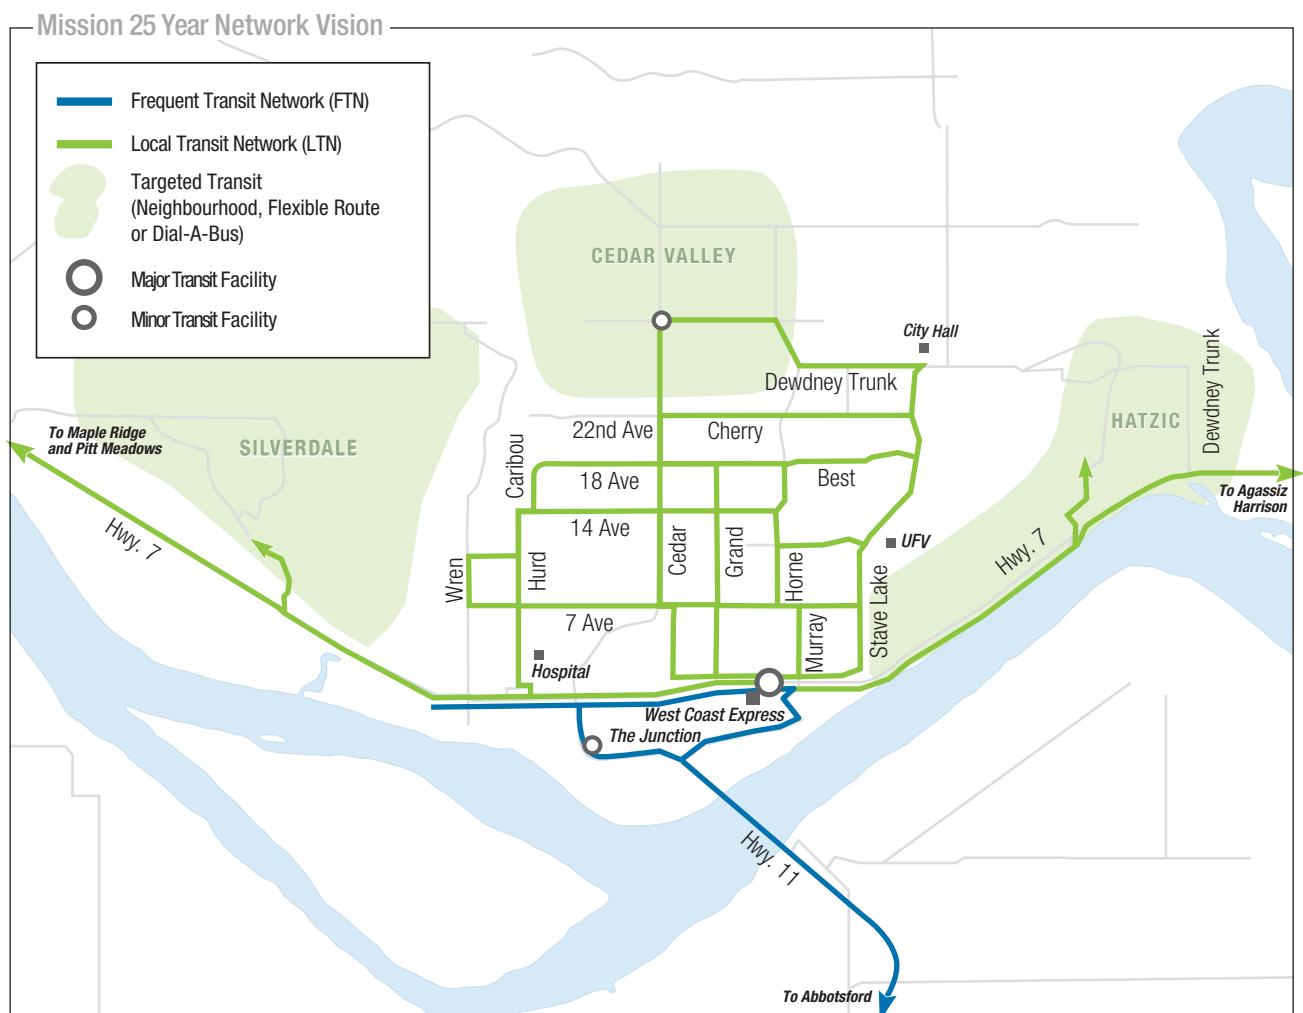 Mission 25 Year Network Vision
Frequent Transit Network (FTN)
Local Transit Network (LTN)
Targeted Transit
(Neighbourhood, Flexible Route
or Dial-A-Bus)
Major Transit Facility
Minor Transit Facility
CEDAR VALLEY
City Hall
Dewdney Trunk
Dewdney Trunk
HATZIC
To Maple Ridge
and Pitt Meadows
SILVERDALE
22nd Ave
Cherry
Caribou
18 Ave
Best
To Agassiz
Harrison
Hwy. 7
14 Ave
Cedar
Grand
UFV
Hwy. 7
Wren
Hurd
Horne
Stave Lake
7 Ave
Murray
Hospital
West Coast Express
The Junction
Hwy. 11
To Abbotsford